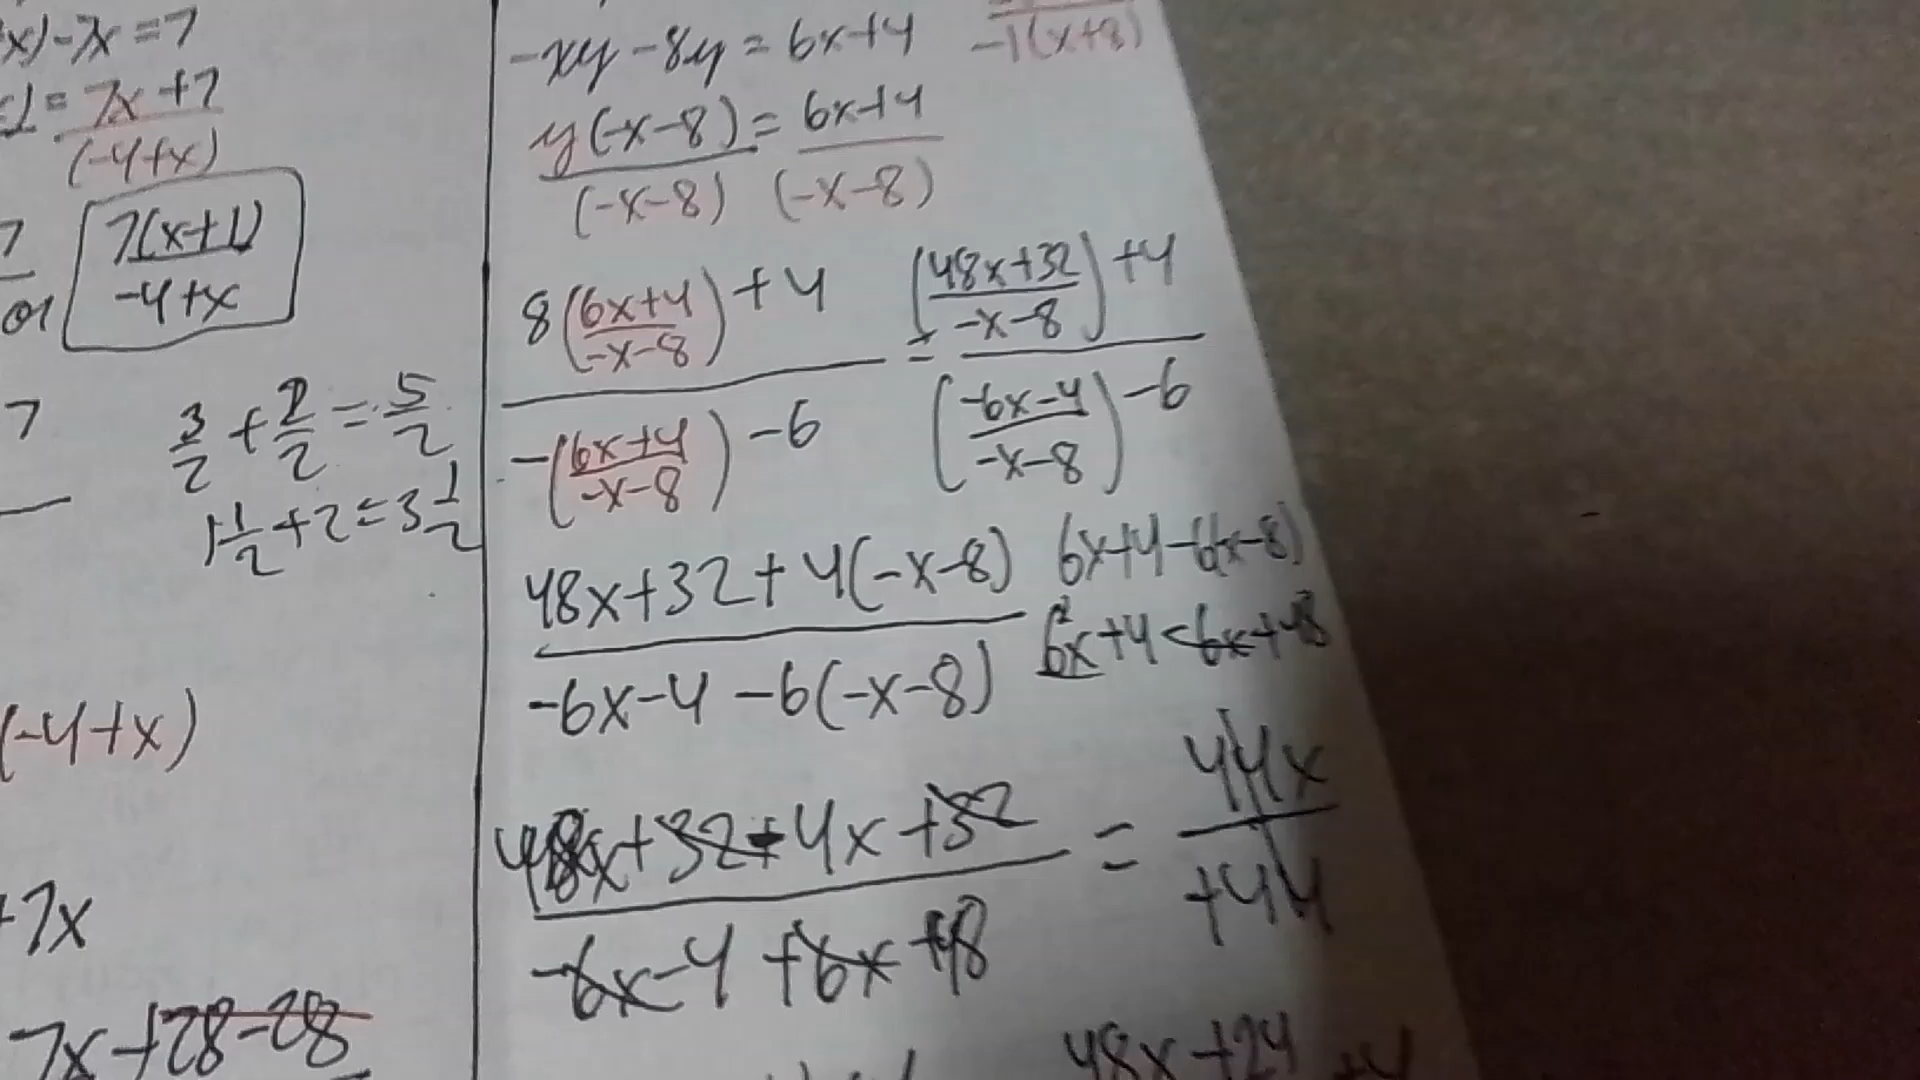 x)-7x=7
=7x+7
(-4+x)
7
or
7(x+1)
-4+x
7
3/2 + 2/2 = 5/2
1 1/2 + 2 = 3 1/2
(-4+x)
+7x
7x+28-28
-xy-8y=6x+4
-1(x+8)
y(-x-8)=6x+4
(-x-8) (-x-8)
8(6x+4/-x-8)+4
-(6x+4/-x-8)-6
=
(48x+32/-x-8)+4
(-6x-4/-x-8)-6
48x+32+4(-x-8)
-6x-4-6(-x-8)
6x+4-6(x-8)
48x+32-4x+32
-6x-4+6x+48
=
44x
+44
48x+24